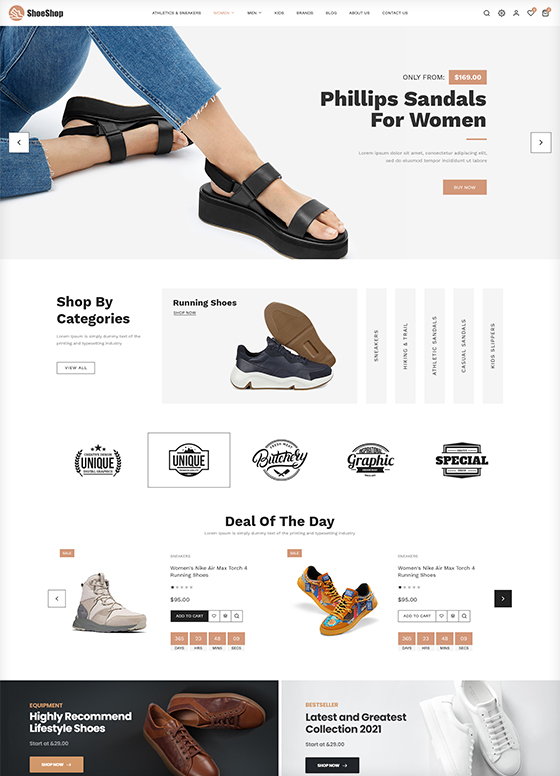 ShoeShop
ATHLETICS & SNEAKERS WOMEN MEN KIDS BRANDS BLOG ABOUT US CONTACT US
ONLY FROM: $169.00
Phillips Sandals
For Women
Lorem ipsum dolor sit amet, consectetur adipiscing elit,
sed do eiusmod tempor incididunt ut labore
BUY NOW
Shop By
Categories
Lorem ipsum is simply dummy text of the
printing and typesetting industry
VIEW ALL
Running Shoes
SHOP NOW
SNEAKERS
HIKING & TRAIL
ATHLETIC SANDALS
CASUAL SANDALS
KIDS SLIPPERS
CREATIVE DESIGN
UNIQUE
RETRO GRAPHICS
UNIQUE
FRESH MEAT
Butchery
INSPIRATIONAL
Graphic
SPECIAL
Deal Of The Day
Lorem ipsum is simply dummy text of the printing and typesetting industry
SALE
SNEAKERS
Women's Nike Air Max Torch 4
Running Shoes
$95.00
ADD TO CART
365 23 48 09
DAYS HRS MINS SECS
SALE
SNEAKERS
Women's Nike Air Max Torch 4
Running Shoes
$95.00
ADD TO CART
365 23 48 09
DAYS HRS MINS SECS
EQUIPMENT
Highly Recommend
Lifestyle Shoes
Start at &29.00
SHOP NOW
BESTSELLER
Latest and Greatest
Collection 2021
Start at &29.00
SHOP NOW